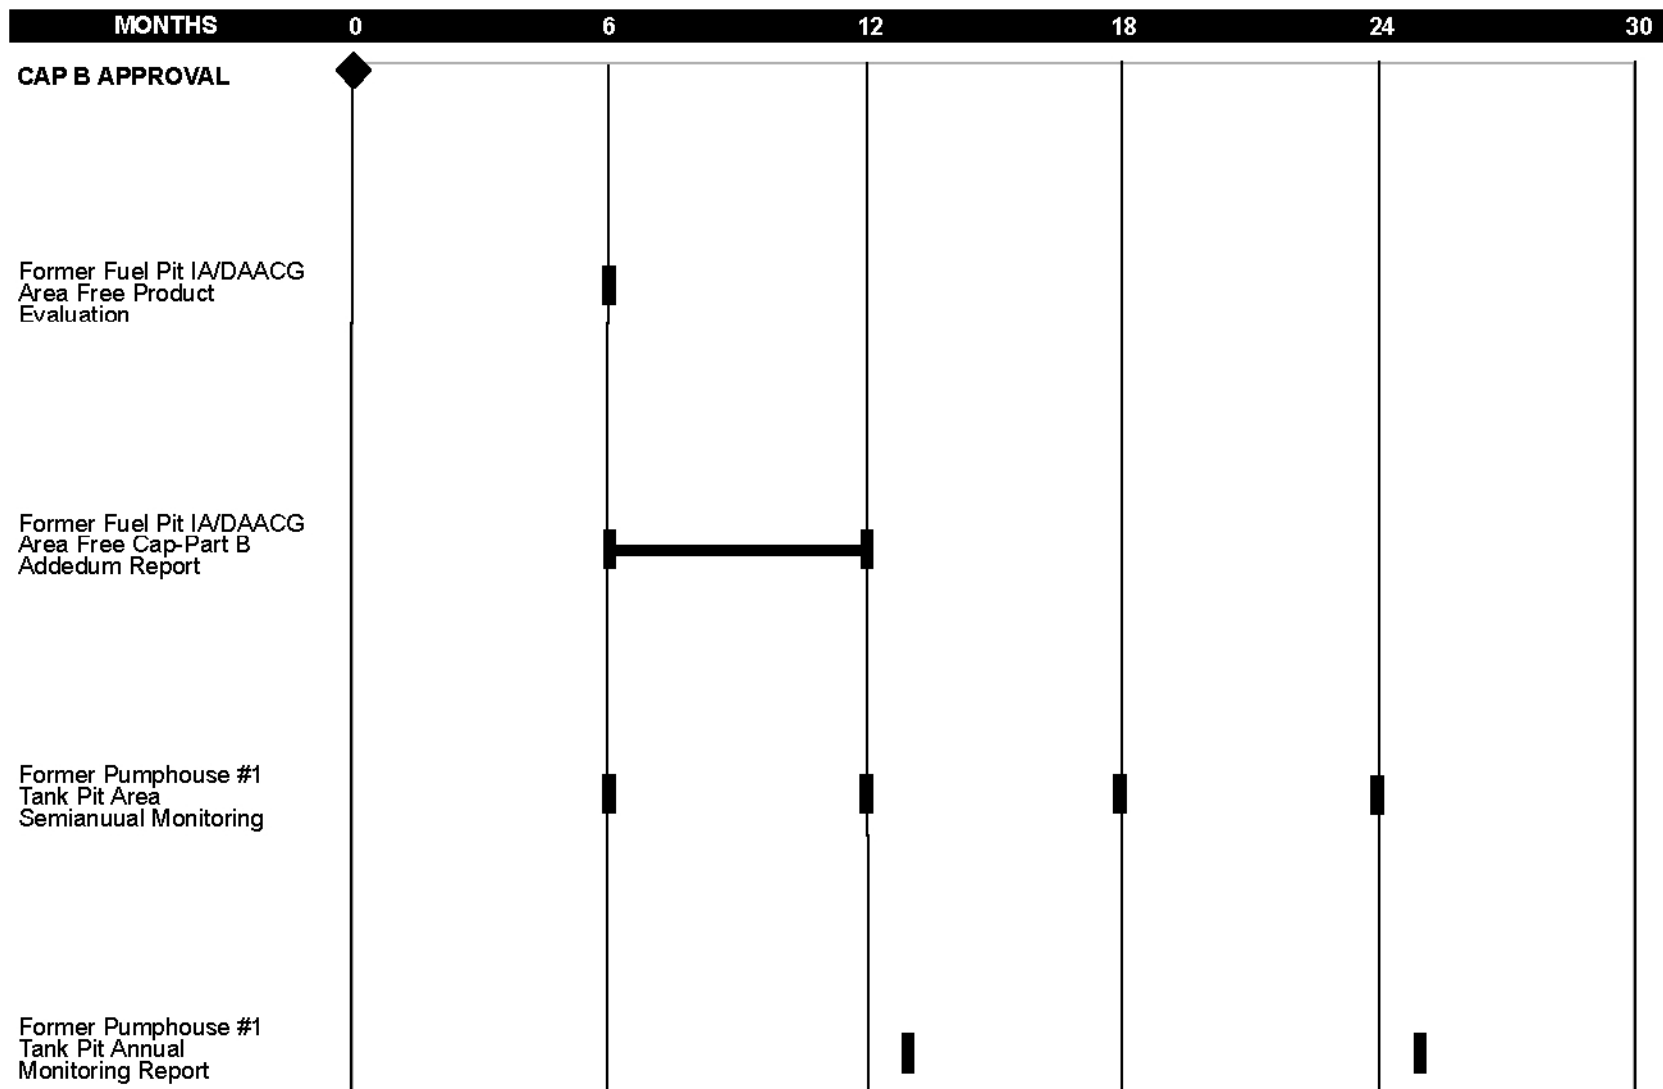 MONTHS 0 6 12 18 24 30
CAP B APPROVAL
Former Fuel Pit IA/DAACG
Area Free Product
Evaluation
Former Fuel Pit IA/DAACG
Area Free Cap-Part B
Addedum Report
Former Pumphouse #1
Tank Pit Area
Semianuual Monitoring
Former Pumphouse #1
Tank Pit Annual
Monitoring Report